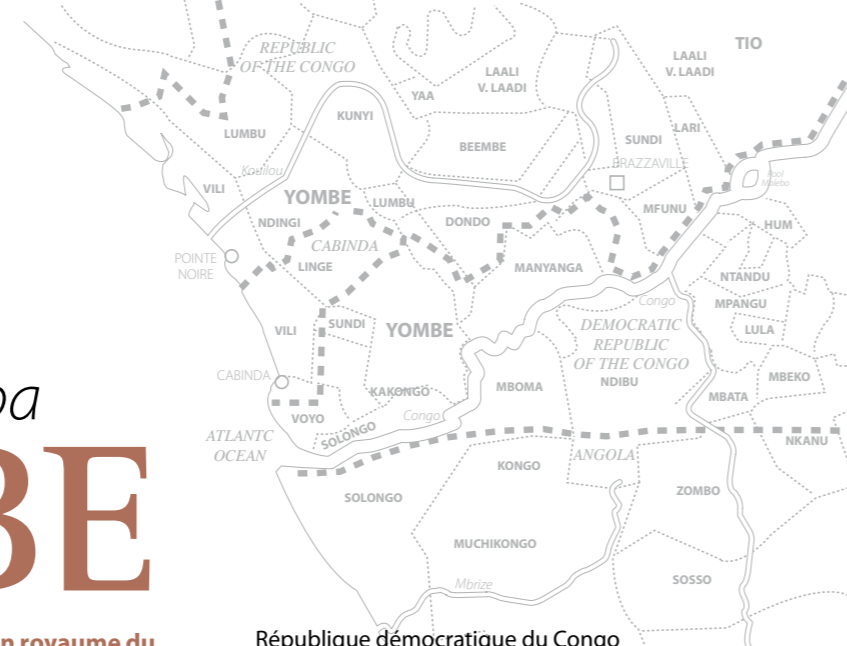 REPUBLIC
OF THE CONGO
TIO
LAALI
V. LAADI
LAALI
V. LAADI
YAA
KUNYI
LUMBU
BEEMBE
SUNDI
LARI
BRAZZAVILLE
Kouilou
Pool
Malebo
VILI
YOMBE
LUMBU
MFUNU
NDINGI
DONDO
HUM
CABINDA
POINTE
NOIRE
LINGE
MANYANGA
NTANDU
Congo
MPANGU
VILI
SUNDI
YOMBE
DEMOCRATIC
REPUBLIC
OF THE CONGO
NDIBU
LULA
CABINDA
MBOMA
MBEKO
KAKONGO
MBATA
VOYO
Congo
SOLONGO
ATLANTC
OCEAN
NKANU
ANGOLA
KONGO
SOLONGO
ZOMBO
MUCHIKONGO
Mbrize
SOSSO
oa
BE
n royaume du
République démocratique du Congo